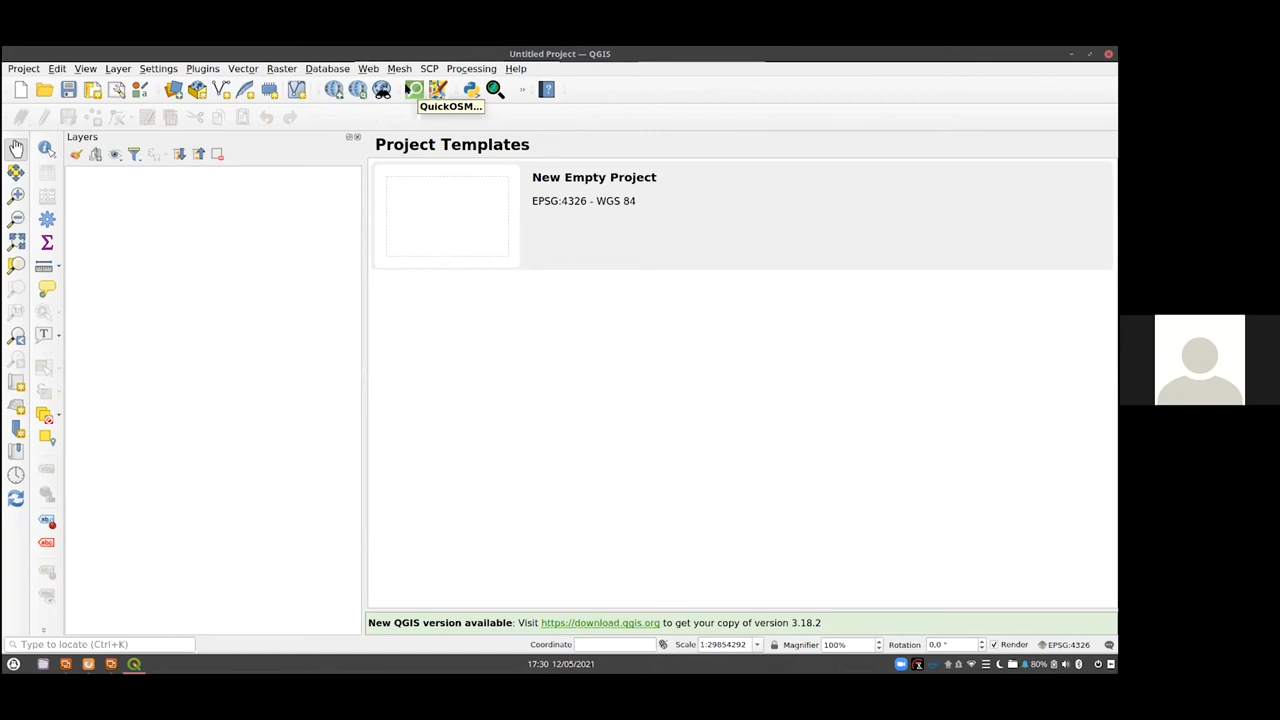 Untitled Project — QGIS
Project Edit View Layer Settings Plugins Vector Raster Database Web Mesh SCP Processing Help
QuickOSM...
Layers
Project Templates
New Empty Project
EPSG:4326 - WGS 84
T
abc
New QGIS version available: Visit https://download.qgis.org to get your copy of version 3.18.2
Type to locate (Ctrl+K)
Coordinate
Scale 1:29854292
Magnifier 100%
Rotation 0,0 °
Render
EPSG:4326
17:30 12/05/2021
80%